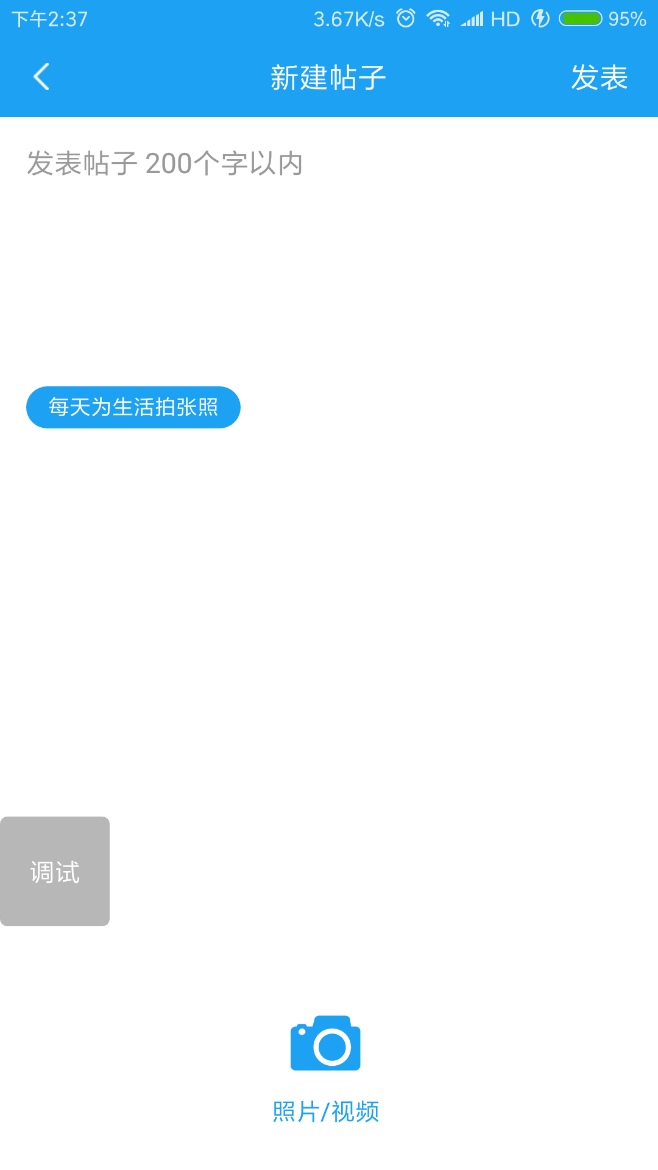 下午2:37 3.67K/s HD 95%
新建帖子 发表
发表帖子 200个字以内
每天为生活拍张照
调试
照片/视频